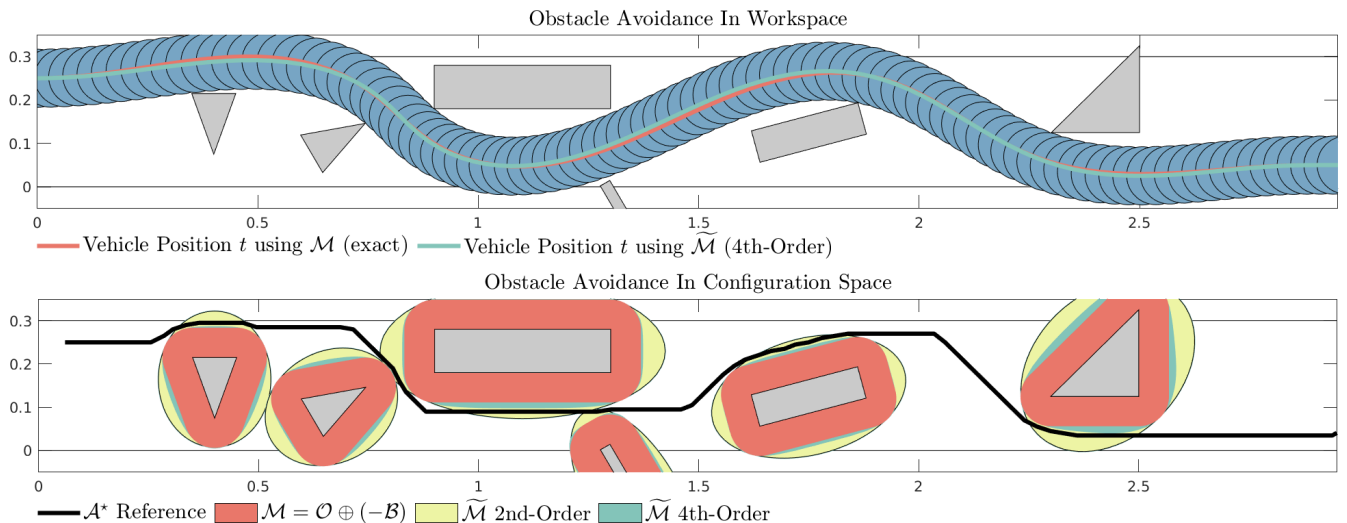 Obstacle Avoidance In Workspace
0.3
0.2
0.1
0
0 0.5 1 1.5 2 2.5
Vehicle Position t using ℳ (exact) Vehicle Position t using ℳ̃ (4th-Order)
Obstacle Avoidance In Configuration Space
0.3
0.2
0.1
0
0 0.5 1 1.5 2 2.5
𝒜⋆ Reference ℳ = 𝒪 ⊕ (−ℬ) ℳ̃ 2nd-Order ℳ̃ 4th-Order